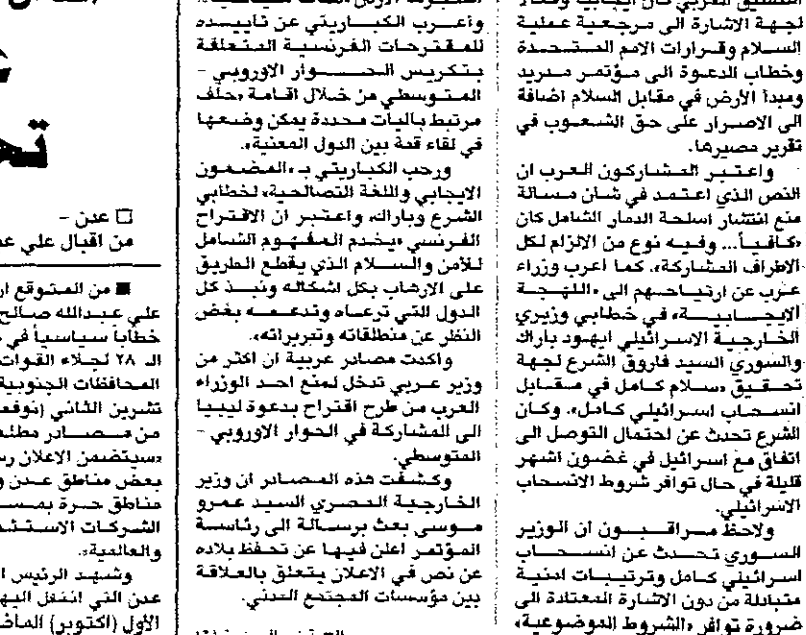 التنسيق العربي كان ايجابياً
لجهة الاشارة الى مرجعية عملية
السلام وقرارات الامم المتحدة
وخطاب الدعوة الى مؤتمر مدريد
ومبدأ الأرض في مقابل السلام اضافة
الى الاصرار على حق الشعوب في
تقرير مصيرها.
واعتبر المشاركون العرب ان
النص الذي اعتمد في شان مسالة
منع انتشار اسلحة الدمار الشامل كان
«كافياً... وفيه نوع من الالزام لكل
الاطراف المشاركة». كما اعرب وزراء
عرب عن ارتياحهم الى «اللهجة
الايجابية» في خطابي وزيري
الخارجية الاسرائيلي ايهود باراك
والسوري السيد فاروق الشرع لجهة
تحقيق «سلام كامل في مقابل
انسحاب اسرائيلي كامل». وكان
الشرع تحدث عن احتمال التوصل الى
اتفاق مع اسرائيل في غضون اشهر
قليلة في حال توافر شروط الانسحاب
الاسرائيلي.
ولاحظ مراقبون ان الوزير
السوري تحدث عن انسحاب
اسرائيلي كامل وترتيبات امنية
متبادلة من دون الاشارة المعتادة الى
ضرورة توافر «الشروط الموضوعية»
وأعرب الكباريتي عن تاييده
للمقترحات الفرنسية المتعلقة
بتكريس الحوار الاوروبي -
المتوسطي من خلال اقامة «حلف
مرتبط باليات محددة يمكن وضعها
في لقاء قمة بين الدول المعنية».
ورحب الكباريتي بـ «المضمون
الايجابي واللغة التصالحية» لخطابي
الشرع وباراك. واعتبر ان الاقتراح
الفرنسي «يخدم المفهوم الشامل
للأمن والسلام الذي يقطع الطريق
على الارهاب بكل اشكاله ونبذ كل
الدول التي ترعاه وتدعمه بغض
النظر عن منطلقاته وتبريراته».
واكدت مصادر عربية ان اكثر من
وزير عربي تدخل لمنع احد الوزراء
العرب من طرح اقتراح بدعوة ليبيا
الى المشاركة في الحوار الاوروبي -
المتوسطي.
وكشفت هذه المصادر ان وزير
الخارجية المصري السيد عمرو
موسى بعث برسالة الى رئاسة
المؤتمر اعلن فيها عن تحفظ بلاده
عن نص في الاعلان يتعلق بالعلاقة
بين مؤسسات المجتمع المدني.
□ عدن -
من اقبال علي
■ من المتوقع
علي عبدالله صالح
خطاباً سياسياً في
الـ ٢٨ لجلاء القوات
المحافظات الجنوبية
تشرين الثاني (نوفمبر
من مصادر
«سيتضمن الاعلان
بعض مناطق عدن
مناطق حرة
الشركات
والعالمية».
وشهد الرئيس
عدن التي انتقل اليها
الأول (اكتوبر)